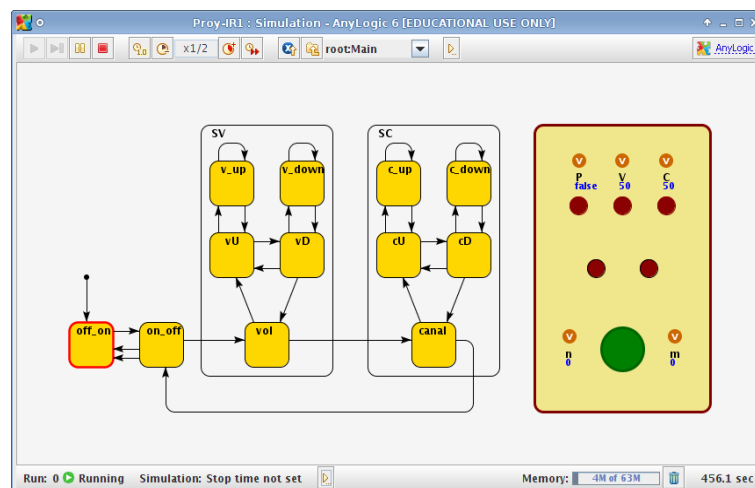 Proy-IR1 : Simulation - AnyLogic 6 [EDUCATIONAL USE ONLY]
x1/2
root:Main
AnyLogic
SV
SC
v_up
v_down
c_up
c_down
vU
vD
cU
cD
off_on
on_off
vol
canal
V
V
V
P
V
C
false
50
50
V
V
n
m
0
0
Run: 0 Running
Simulation: Stop time not set
Memory:
4M of 63M
456.1 sec